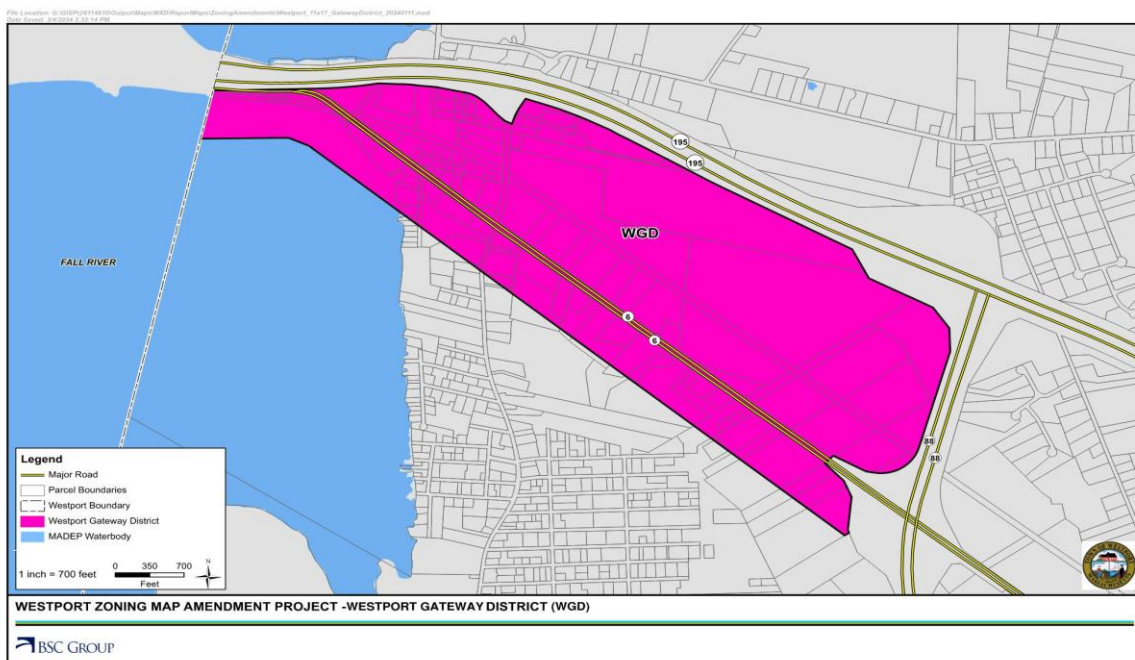 Date Saved: 3/4/2024 2:32:14 PM
195
195
WGD
FALL RIVER
6
6
88
88
Legend
Major Road
Parcel Boundaries
Westport Boundary
Westport Gateway District
MADEP Waterbody
N
1 inch = 700 feet
0 350 700
Feet
WESTPORT ZONING MAP AMENDMENT PROJECT -WESTPORT GATEWAY DISTRICT (WGD)
BSC GROUP